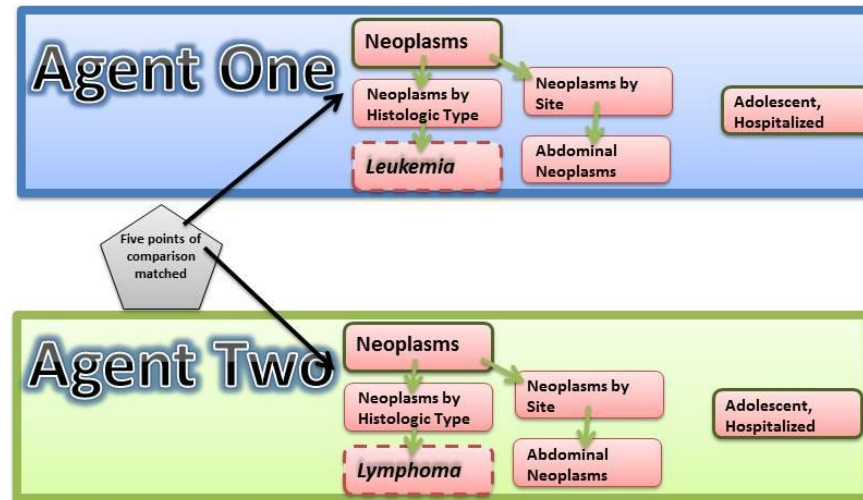 Agent One
Neoplasms
Neoplasms by
Histologic Type
Leukemia
Neoplasms by
Site
Abdominal
Neoplasms
Adolescent,
Hospitalized
Five points of
comparison
matched
Agent Two
Neoplasms
Neoplasms by
Histologic Type
Lymphoma
Neoplasms by
Site
Abdominal
Neoplasms
Adolescent,
Hospitalized